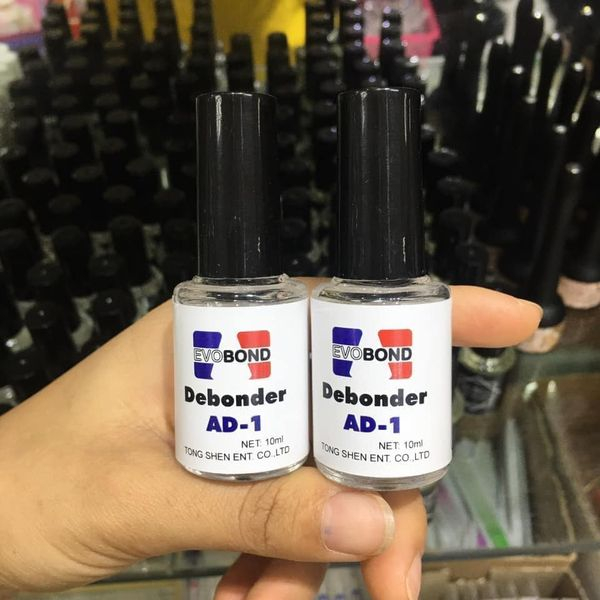 EVOBOND
Debonder
AD-1
NET: 10ml
TONG SHEN ENT. CO.,LTD
EVOBOND
Debonder
AD-1
NET: 10ml
TONG SHEN ENT. CO.,LTD